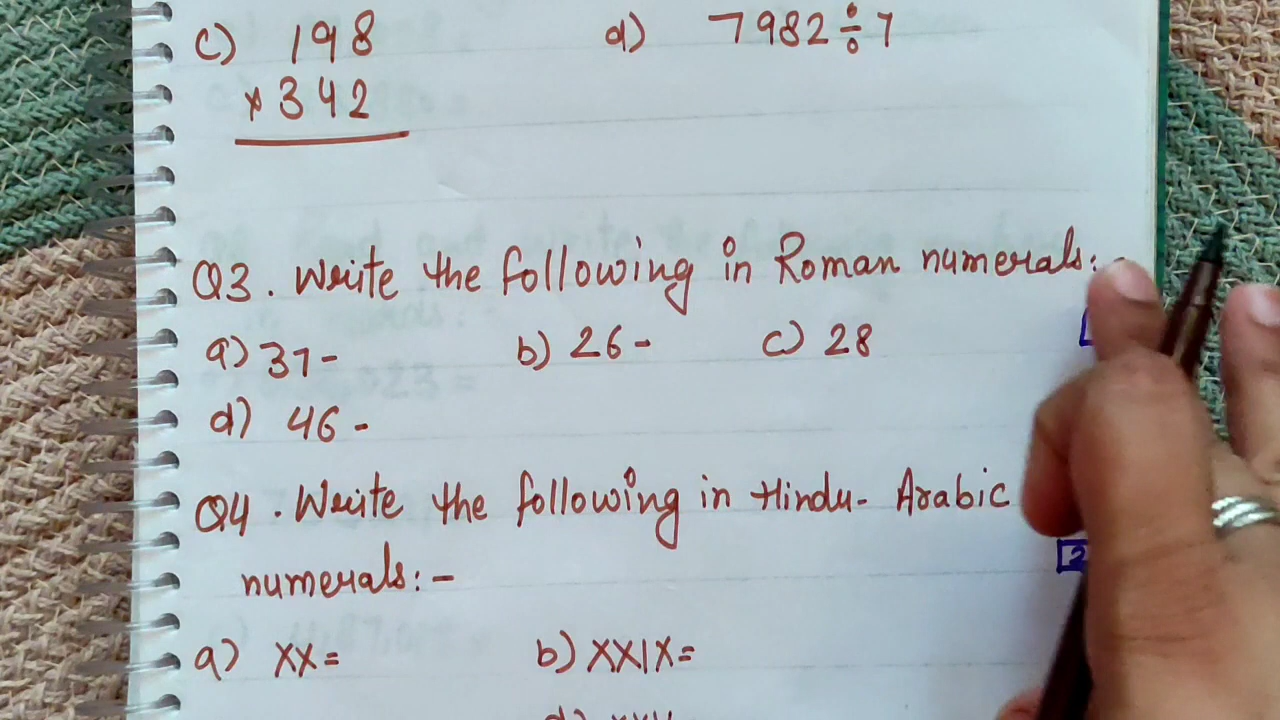 c) 198 d) 7982÷7
× 342
Q3. Write the following in Roman numerals:-
a) 37- b) 26- c) 28
d) 46-
Q4. Write the following in Hindu-Arabic
numerals:-
a) XX= b) XXIX=
d)